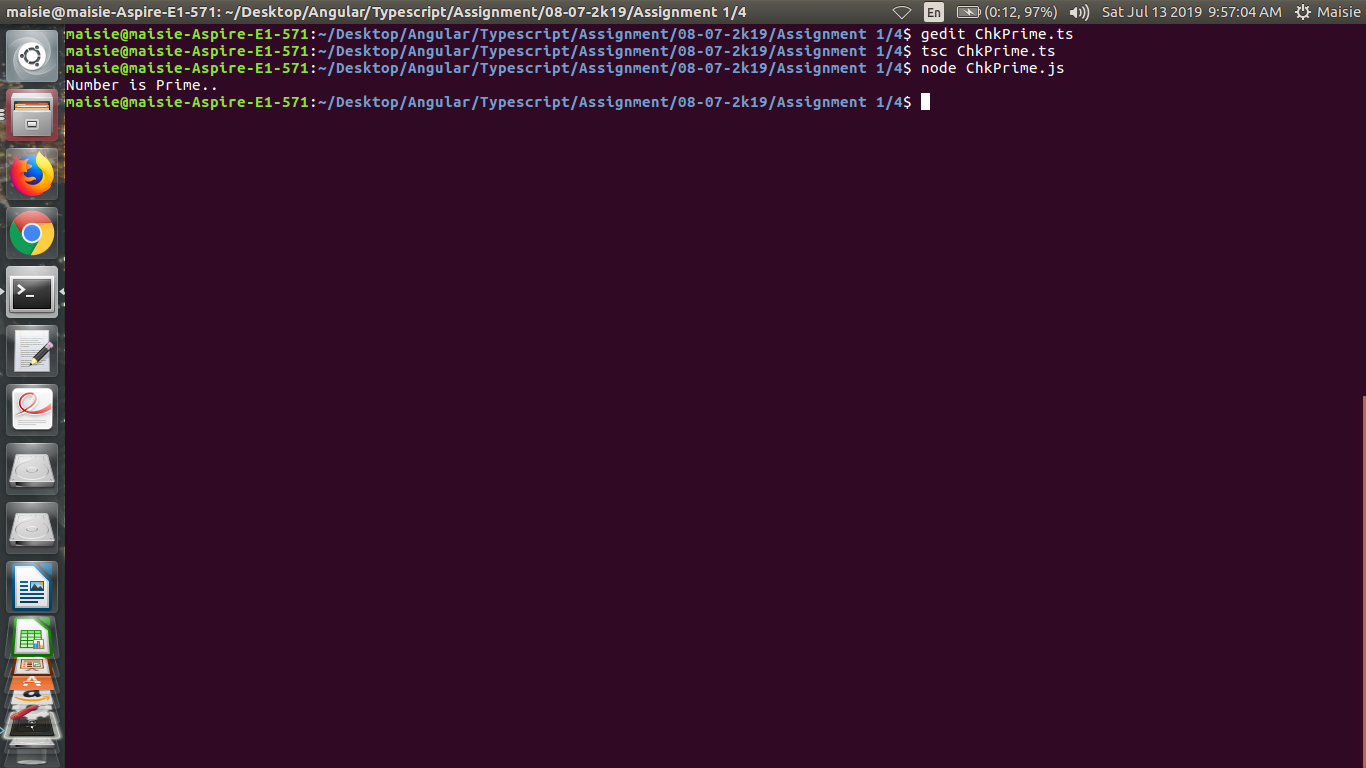 maisie@maisie-Aspire-E1-571: ~/Desktop/Angular/Typescript/Assignment/08-07-2k19/Assignment 1/4 En (0:12, 97%) Sat Jul 13 2019 9:57:04 AM Maisie
maisie@maisie-Aspire-E1-571:~/Desktop/Angular/Typescript/Assignment/08-07-2k19/Assignment 1/4$ gedit ChkPrime.ts
maisie@maisie-Aspire-E1-571:~/Desktop/Angular/Typescript/Assignment/08-07-2k19/Assignment 1/4$ tsc ChkPrime.ts
maisie@maisie-Aspire-E1-571:~/Desktop/Angular/Typescript/Assignment/08-07-2k19/Assignment 1/4$ node ChkPrime.js
Number is Prime..
maisie@maisie-Aspire-E1-571:~/Desktop/Angular/Typescript/Assignment/08-07-2k19/Assignment 1/4$